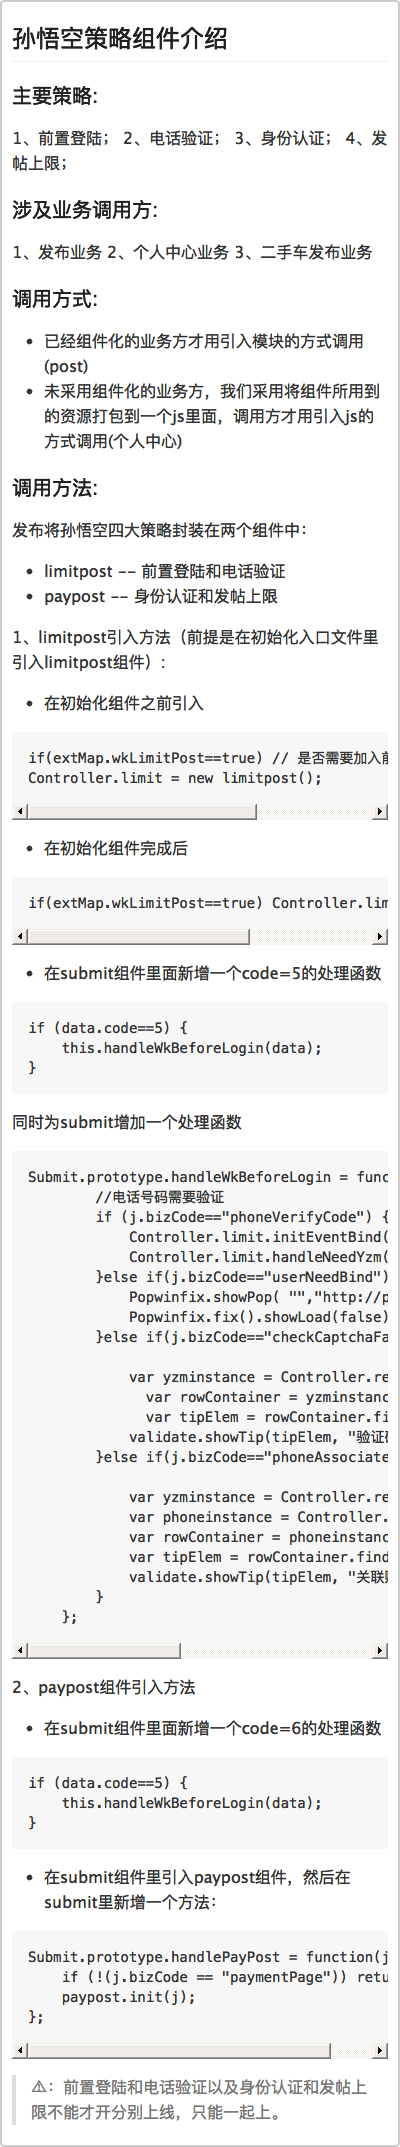 孙悟空策略组件介绍
主要策略:
1、前置登陆； 2、电话验证； 3、身份认证； 4、发
帖上限；
涉及业务调用方:
1、发布业务 2、个人中心业务 3、二手车发布业务
调用方式:
• 已经组件化的业务方才用引入模块的方式调用
(post)
• 未采用组件化的业务方，我们采用将组件所用到
的资源打包到一个js里面，调用方才用引入js的
方式调用(个人中心)
调用方法:
发布将孙悟空四大策略封装在两个组件中：
• limitpost -- 前置登陆和电话验证
• paypost -- 身份认证和发帖上限
1、limitpost引入方法（前提是在初始化入口文件里
引入limitpost组件）:
• 在初始化组件之前引入
if(extMap.wkLimitPost==true) // 是否需要加入前
Controller.limit = new limitpost();
• 在初始化组件完成后
if(extMap.wkLimitPost==true) Controller.lim
• 在submit组件里面新增一个code=5的处理函数
if (data.code==5) {
    this.handleWkBeforeLogin(data);
}
同时为submit增加一个处理函数
Submit.prototype.handleWkBeforeLogin = func
        //电话号码需要验证
        if (j.bizCode=="phoneVerifyCode") {
            Controller.limit.initEventBind(
            Controller.limit.handleNeedYzm(
        }else if(j.bizCode=="userNeedBind")
            Popwinfix.showPop( "","http://p
            Popwinfix.fix().showLoad(false)
        }else if(j.bizCode=="checkCaptchaFa
            var yzminstance = Controller.re
              var rowContainer = yzminstanc
              var tipElem = rowContainer.fi
            validate.showTip(tipElem, "验证码
        }else if(j.bizCode=="phoneAssociate
            var yzminstance = Controller.re
            var phoneinstance = Controller.
            var rowContainer = phoneinstanc
            var tipElem = rowContainer.find
            validate.showTip(tipElem, "关联账
        }
    };
2、paypost组件引入方法
• 在submit组件里面新增一个code=6的处理函数
if (data.code==5) {
    this.handleWkBeforeLogin(data);
}
• 在submit组件里引入paypost组件，然后在
submit里新增一个方法：
Submit.prototype.handlePayPost = function(j
    if (!(j.bizCode == "paymentPage")) retu
    paypost.init(j);
};
⚠：前置登陆和电话验证以及身份认证和发帖上
限不能才开分别上线，只能一起上。